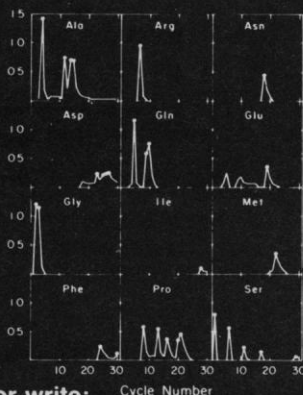 1.5
Ala Arg Asn
1.0
0.5
Asp Gln Glu
1.0
0.5
Gly Ile Met
1.0
0.5
Phe Pro Ser
1.0
0.5
10 20 30 10 20 30 10 20 30
or write: Cycle Number